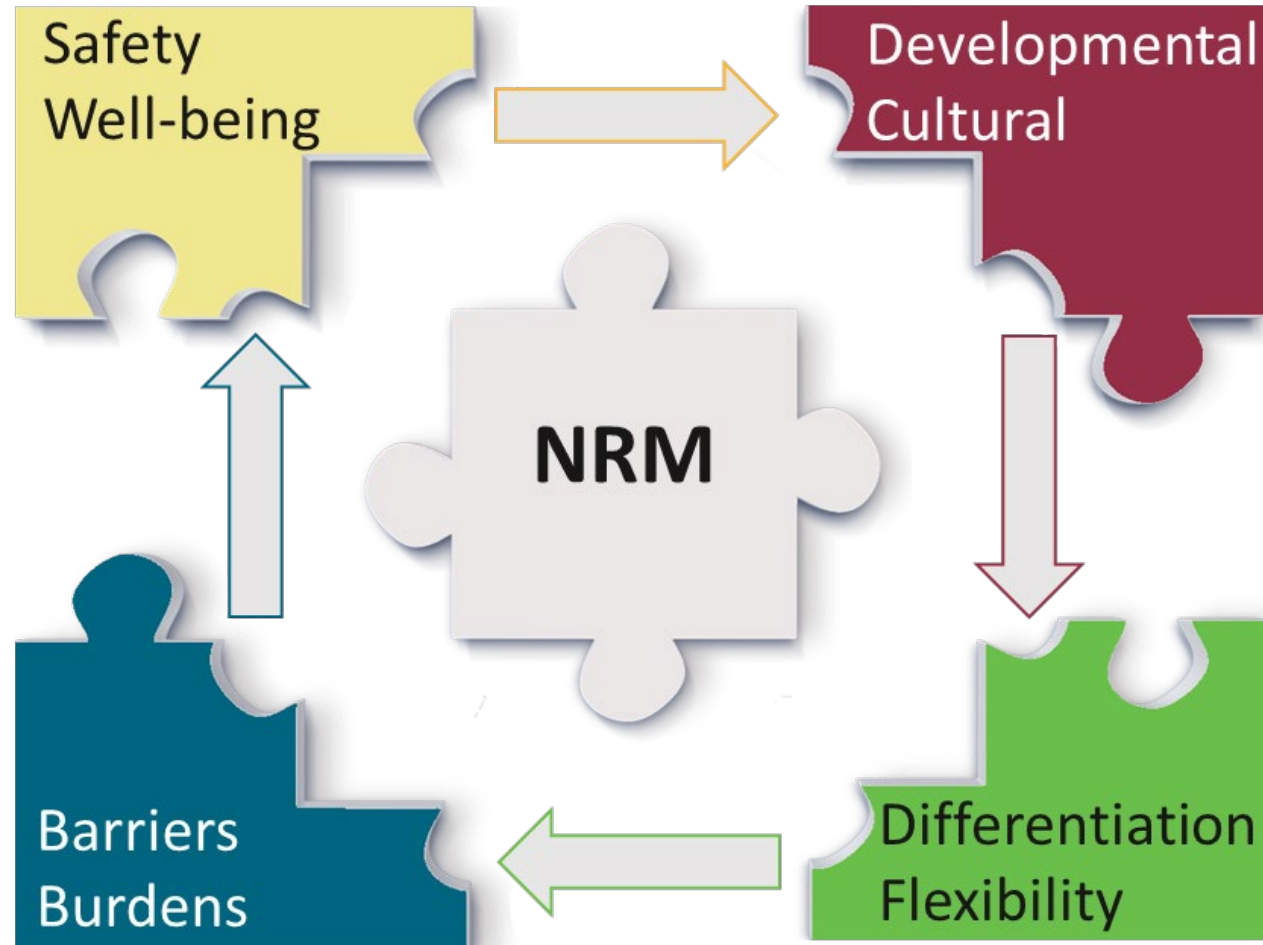 Safety
Well-being
Developmental
Cultural
NRM
Barriers
Burdens
Differentiation
Flexibility